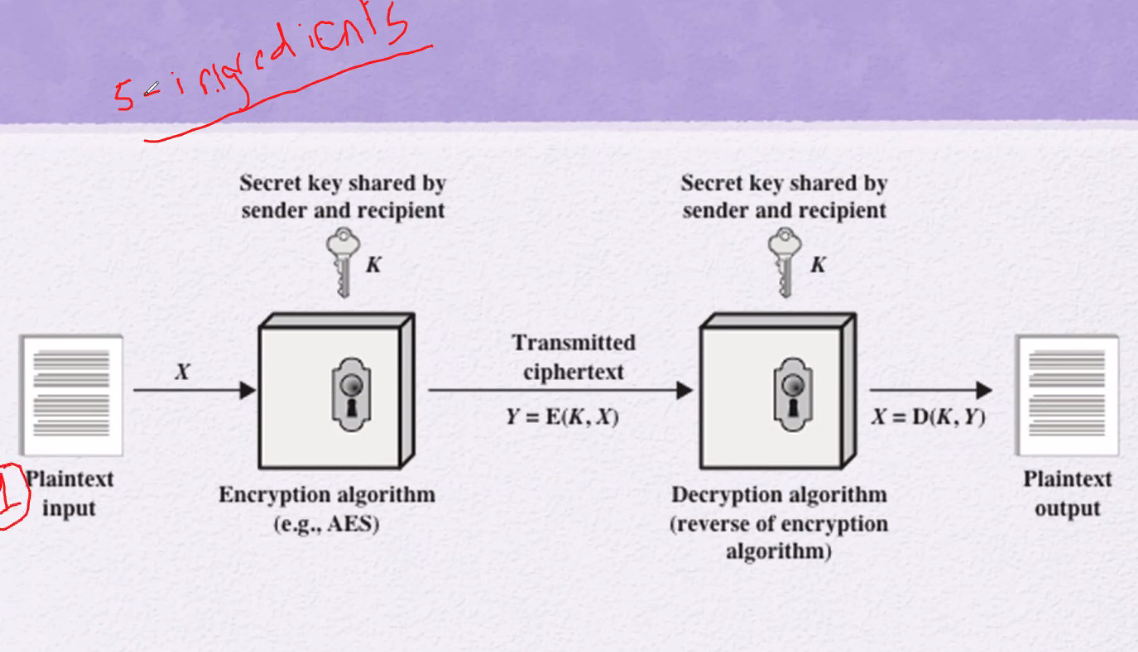 5-ingredients
Secret key shared by
sender and recipient
K
Secret key shared by
sender and recipient
K
X
Transmitted
ciphertext
Y = E(K, X)
X = D(K, Y)
1
Plaintext
input
Encryption algorithm
(e.g., AES)
Decryption algorithm
(reverse of encryption
algorithm)
Plaintext
output